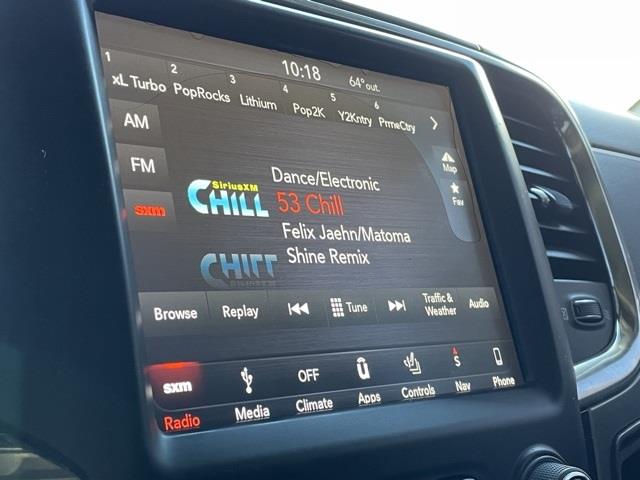 10:18 64° out.
1 2 3 4 5 6
xL Turbo PopRocks Lithium Pop2K Y2Kntry PrmeCtry
AM
FM
sxm
SiriusXM
CHILL
Dance/Electronic
53 Chill
Felix Jaehn/Matoma
Shine Remix
Map
Fav
Browse Replay Tune Traffic & Weather Audio
sxm OFF S
Radio Media Climate Apps Controls Nav Phone